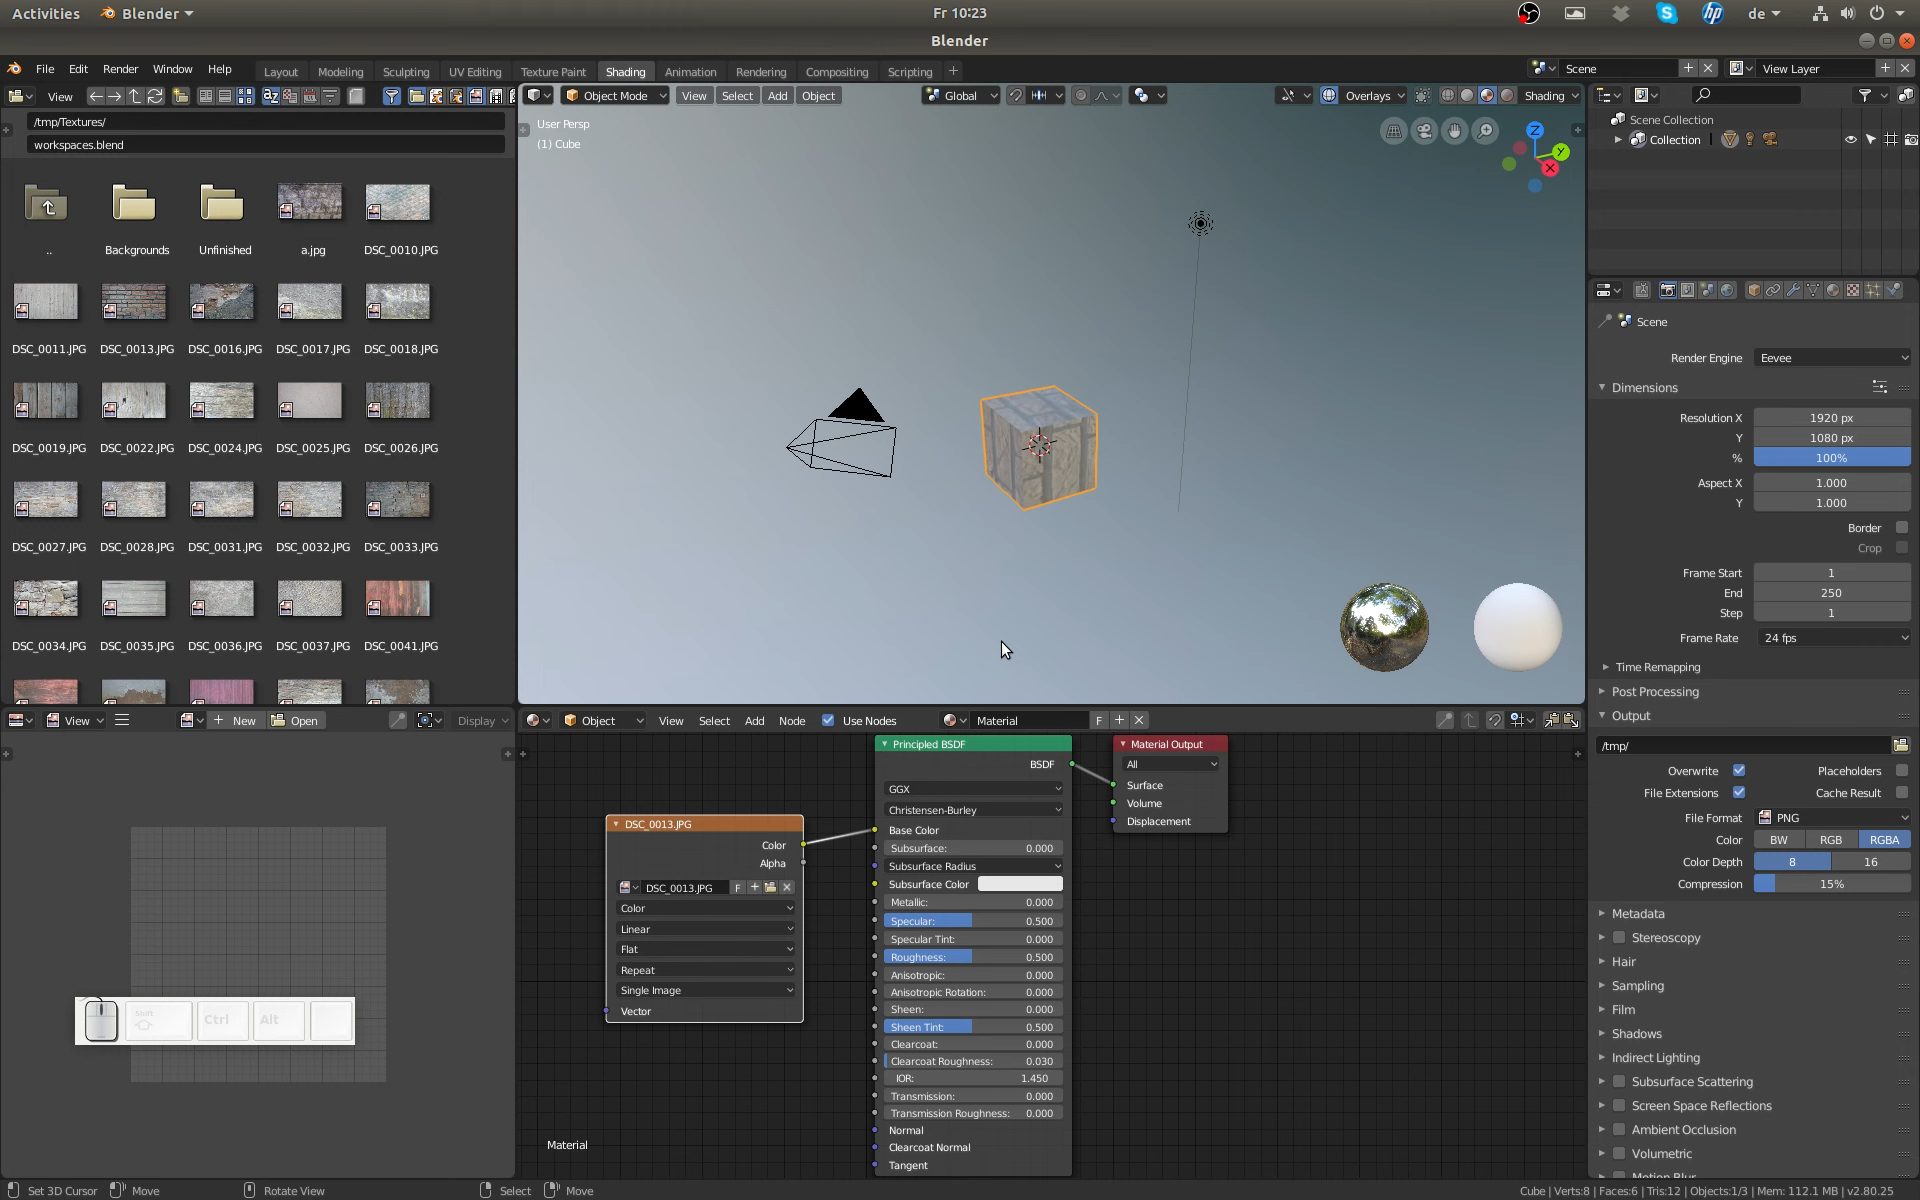 Activities
Blender
Fr 10:23
de
Blender
File Edit Render Window Help
Layout Modeling Sculpting UV Editing Texture Paint Shading Animation Rendering Compositing Scripting
Scene
View Layer
View
/tmp/Textures/
workspaces.blend
..
Backgrounds
Unfinished
a.jpg
DSC_0010.JPG
DSC_0011.JPG
DSC_0013.JPG
DSC_0016.JPG
DSC_0017.JPG
DSC_0018.JPG
DSC_0019.JPG
DSC_0022.JPG
DSC_0024.JPG
DSC_0025.JPG
DSC_0026.JPG
DSC_0027.JPG
DSC_0028.JPG
DSC_0031.JPG
DSC_0032.JPG
DSC_0033.JPG
DSC_0034.JPG
DSC_0035.JPG
DSC_0036.JPG
DSC_0037.JPG
DSC_0041.JPG
Object Mode View Select Add Object
Global
Overlays
Shading
User Persp
(1) Cube
Z
Y
X
Scene Collection
Collection
Scene
Render Engine Eevee
Dimensions
Resolution X 1920 px
Y 1080 px
% 100%
Aspect X 1.000
Y 1.000
Border
Crop
Frame Start 1
End 250
Step 1
Frame Rate 24 fps
Time Remapping
Post Processing
Output
/tmp/
Overwrite Placeholders
File Extensions Cache Result
File Format PNG
Color BW RGB RGBA
Color Depth 8 16
Compression 15%
Metadata
Stereoscopy
Hair
Sampling
Film
Shadows
Indirect Lighting
Subsurface Scattering
Screen Space Reflections
Ambient Occlusion
Volumetric
Motion Blur
View
New
Open
Display
Shift
Ctrl
Alt
Object View Select Add Node Use Nodes
Material
F
DSC_0013.JPG
Color
Alpha
DSC_0013.JPG F
Color
Linear
Flat
Repeat
Single Image
Vector
Principled BSDF
BSDF
GGX
Christensen-Burley
Base Color
Subsurface: 0.000
Subsurface Radius
Subsurface Color
Metallic: 0.000
Specular: 0.500
Specular Tint: 0.000
Roughness: 0.500
Anisotropic: 0.000
Anisotropic Rotation: 0.000
Sheen: 0.000
Sheen Tint: 0.500
Clearcoat: 0.000
Clearcoat Roughness: 0.030
IOR: 1.450
Transmission: 0.000
Transmission Roughness: 0.000
Normal
Clearcoat Normal
Tangent
Material Output
All
Surface
Volume
Displacement
Material
Set 3D Cursor
Move
Rotate View
Select
Move
Cube | Verts:8 | Faces:6 | Tris:12 | Objects:1/3 | Mem: 112.1 MB | v2.80.25